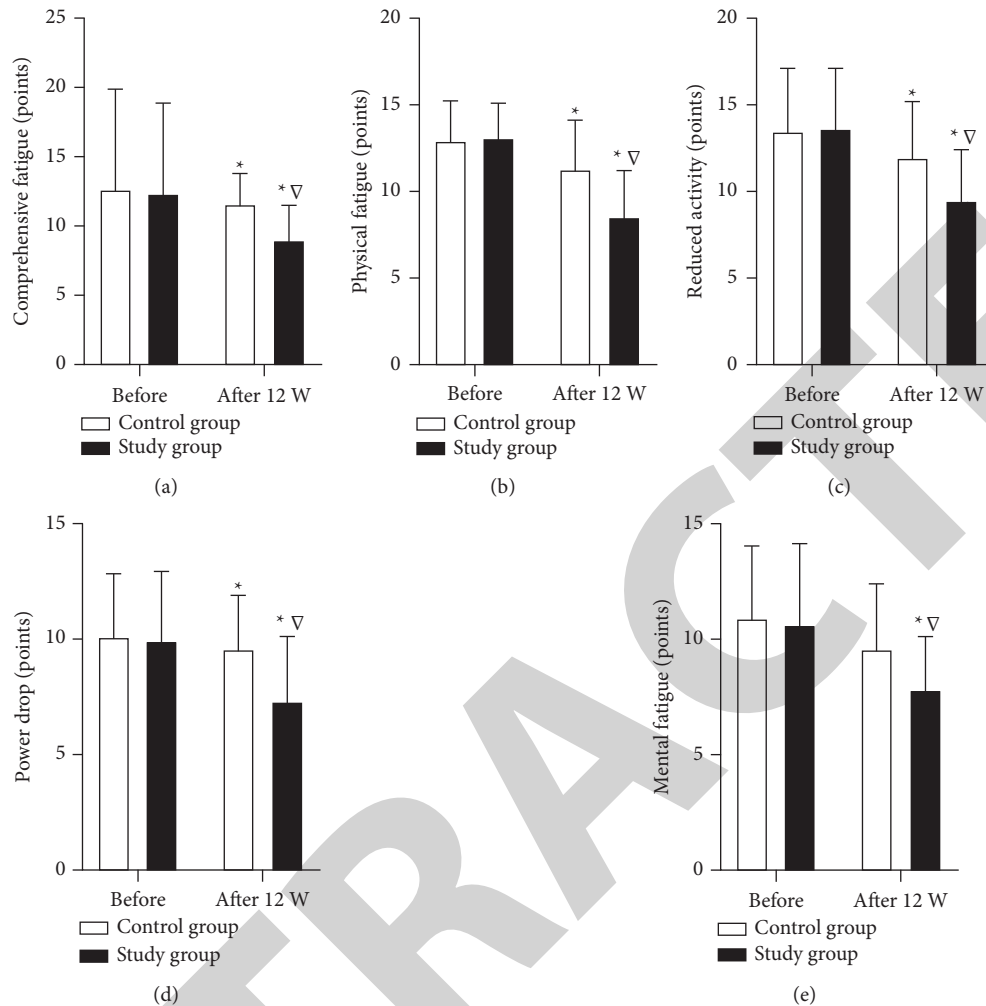 Comprehensive fatigue (points)
25
20
15
10
5
0
*
* ∇
Before
After 12 W
Control group
Study group
(a)
Physical fatigue (points)
20
15
10
5
0
*
* ∇
Before
After 12 W
Control group
Study group
(b)
Reduced activity (points)
20
15
10
5
0
*
* ∇
Before
After 12 W
Control group
Study group
(c)
Power drop (points)
15
10
5
0
*
* ∇
Before
After 12 W
Control group
Study group
(d)
Mental fatigue (points)
15
10
5
0
* ∇
Before
After 12 W
Control group
Study group
(e)